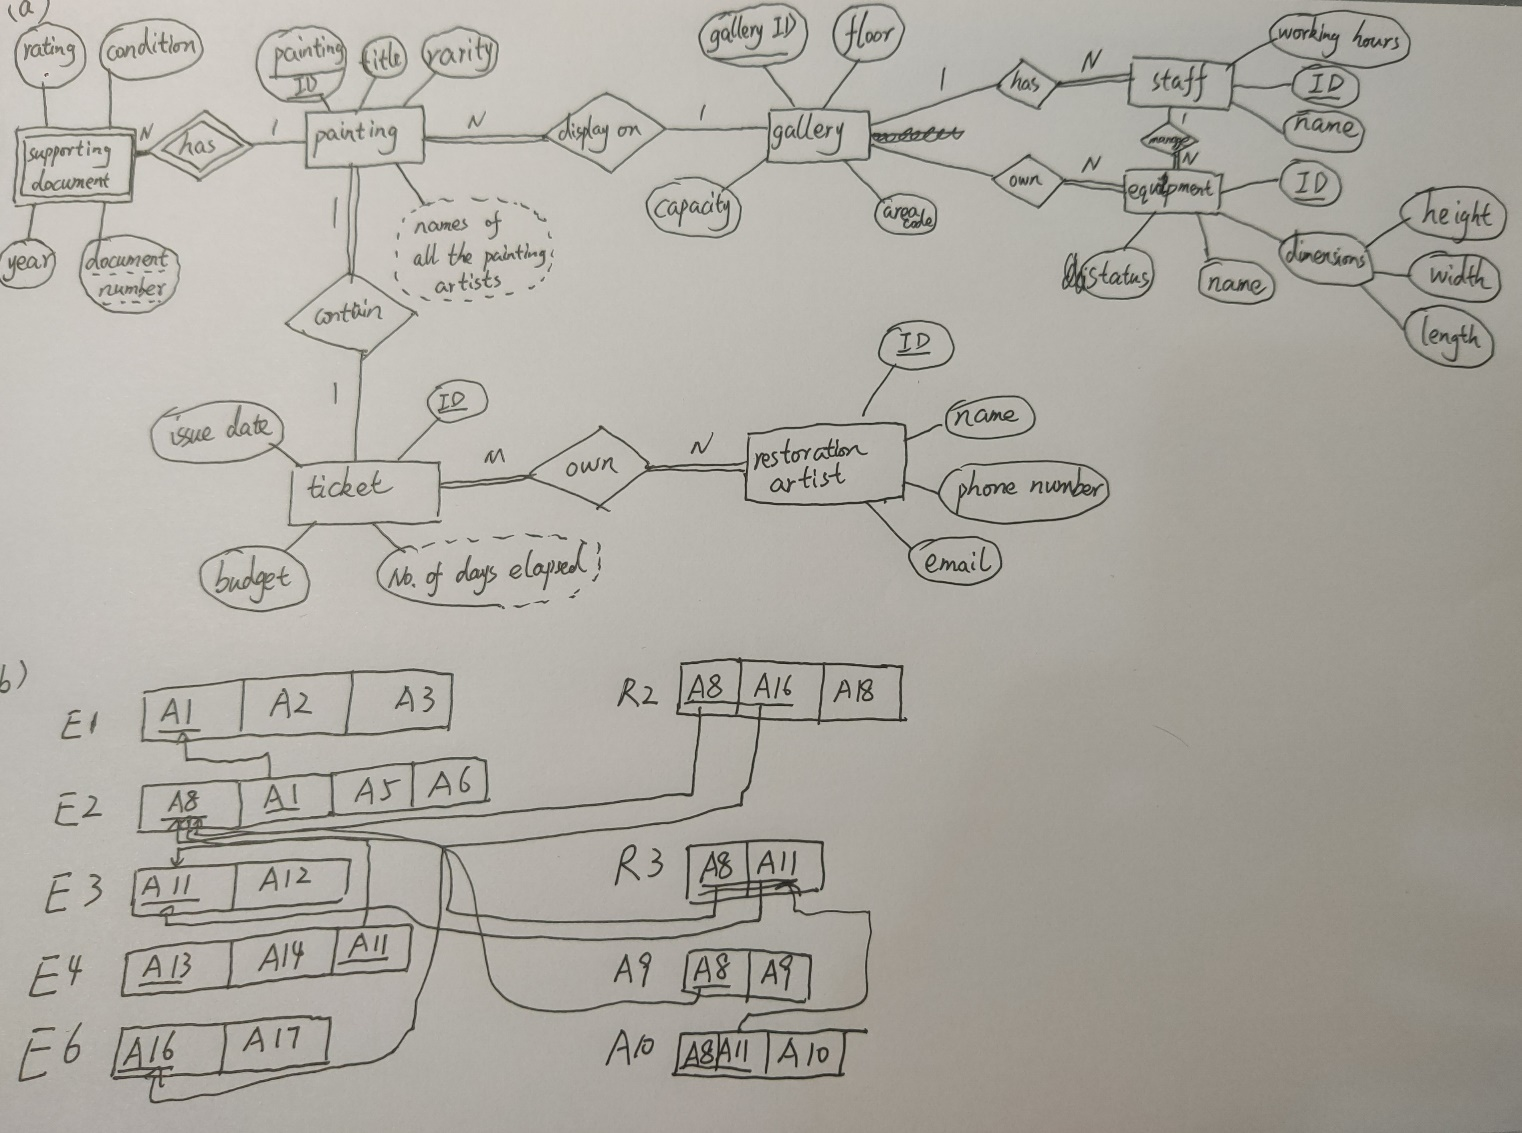 (a)
rating
condition
painting
ID
title
rarity
gallery ID
floor
working hours
supporting
document
N
has
1
painting
N
display on
1
gallery
1
has
N
staff
ID
name
1
manage
N
own
N
equipment
ID
year
document
number
names of
all the painting
artists
capacity
area
code
status
name
dimensions
height
width
length
1
contain
1
issue date
ID
ticket
M
own
N
restoration
artist
ID
name
phone number
email
budget
No. of days elapsed
b)
E1 A1 A2 A3
E2 A8 A1 A5 A6
E3 A11 A12
E4 A13 A14 A11
E6 A16 A17
R2 A8 A16 A18
R3 A8 A11
A9 A8 A9
A10 A8 A11 A10